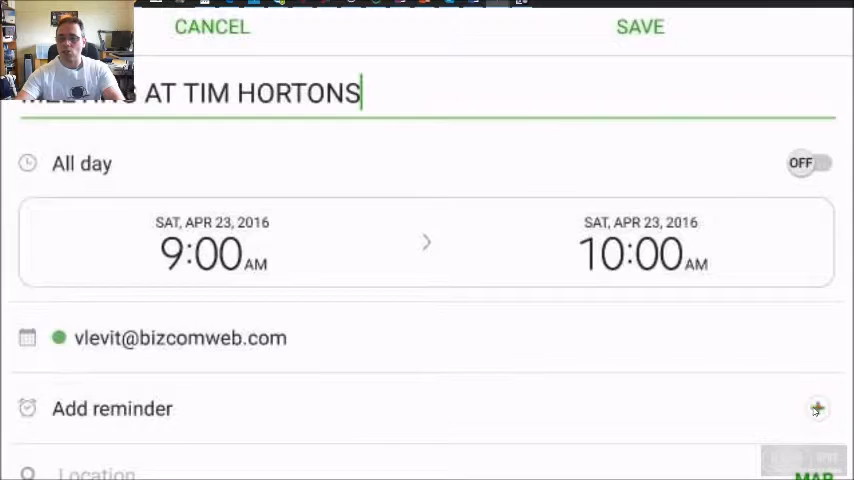 CANCEL SAVE
AT TIM HORTONS
All day OFF
SAT, APR 23, 2016 SAT, APR 23, 2016
9:00 AM > 10:00 AM
vlevit@bizcomweb.com
Add reminder
Location
MAP